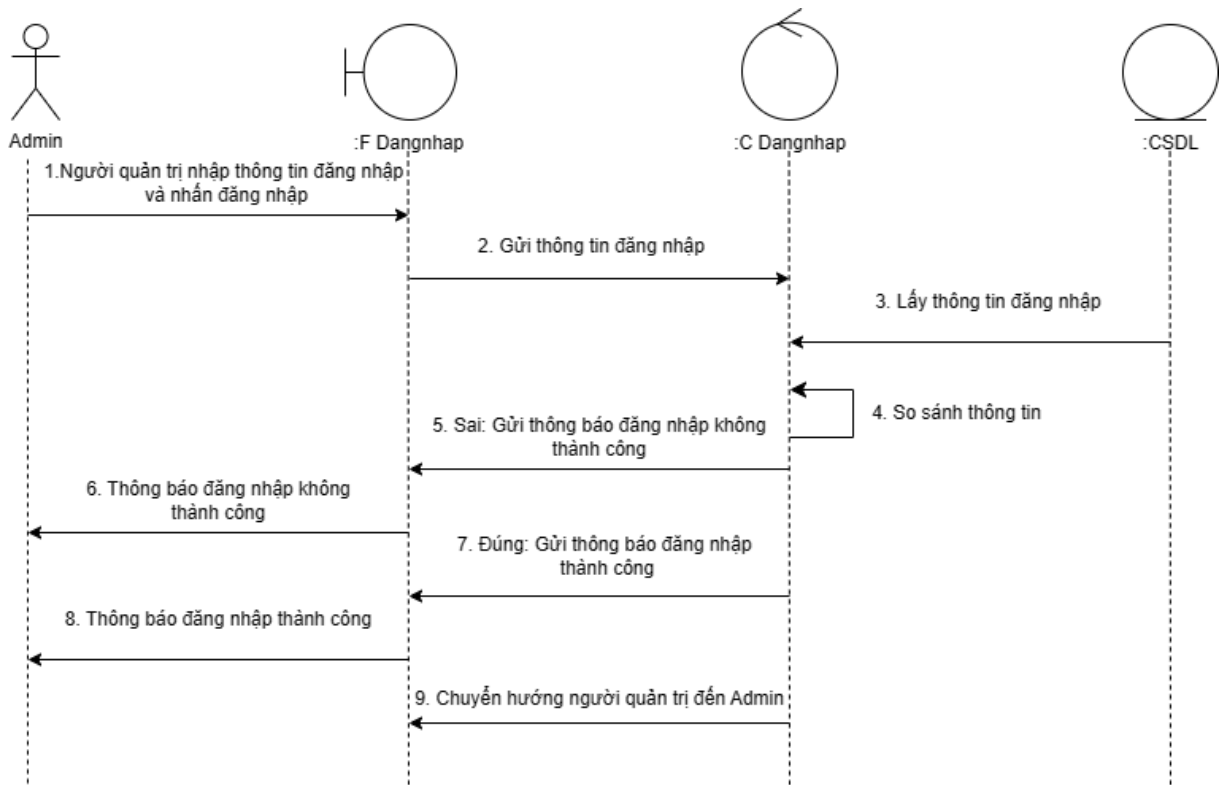 Admin
:F Dangnhap
:C Dangnhap
:CSDL
1.Người quản trị nhập thông tin đăng nhập
và nhấn đăng nhập
2. Gửi thông tin đăng nhập
3. Lấy thông tin đăng nhập
4. So sánh thông tin
5. Sai: Gửi thông báo đăng nhập không
thành công
6. Thông báo đăng nhập không
thành công
7. Đúng: Gửi thông báo đăng nhập
thành công
8. Thông báo đăng nhập thành công
9. Chuyển hướng người quản trị đến Admin